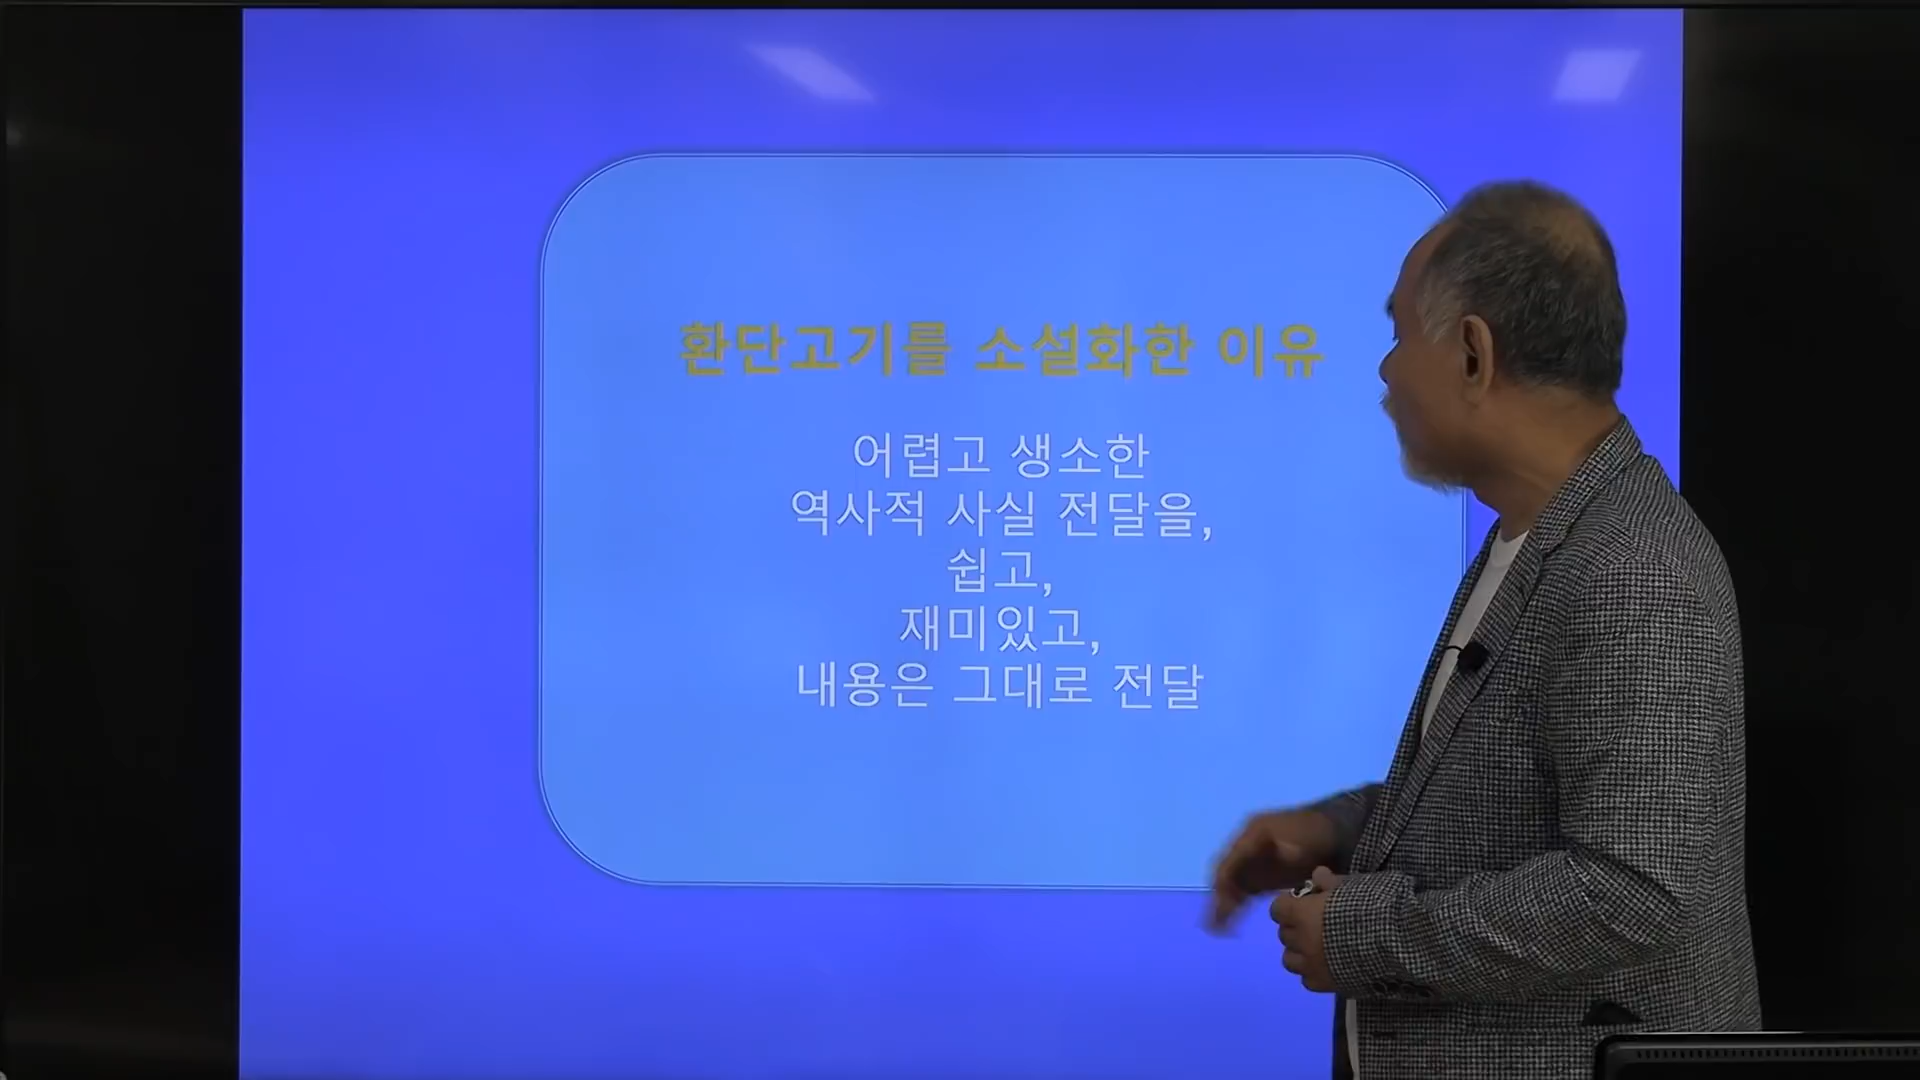 환단고기를 소설화한 이유
어렵고 생소한
역사적 사실 전달을,
쉽고,
재미있고,
내용은 그대로 전달